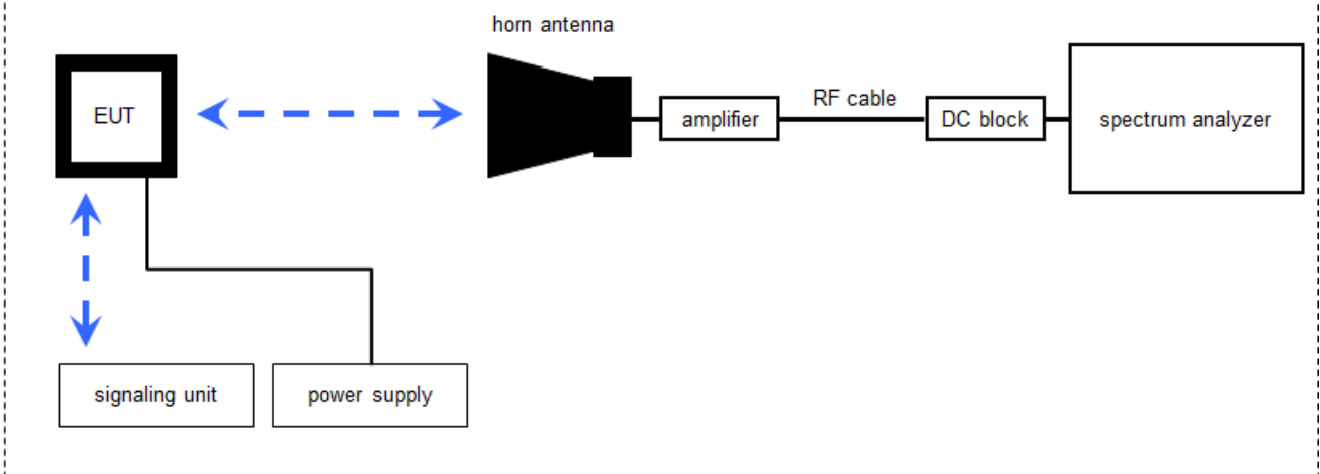 horn antenna
EUT
amplifier
RF cable
DC block
spectrum analyzer
signaling unit
power supply